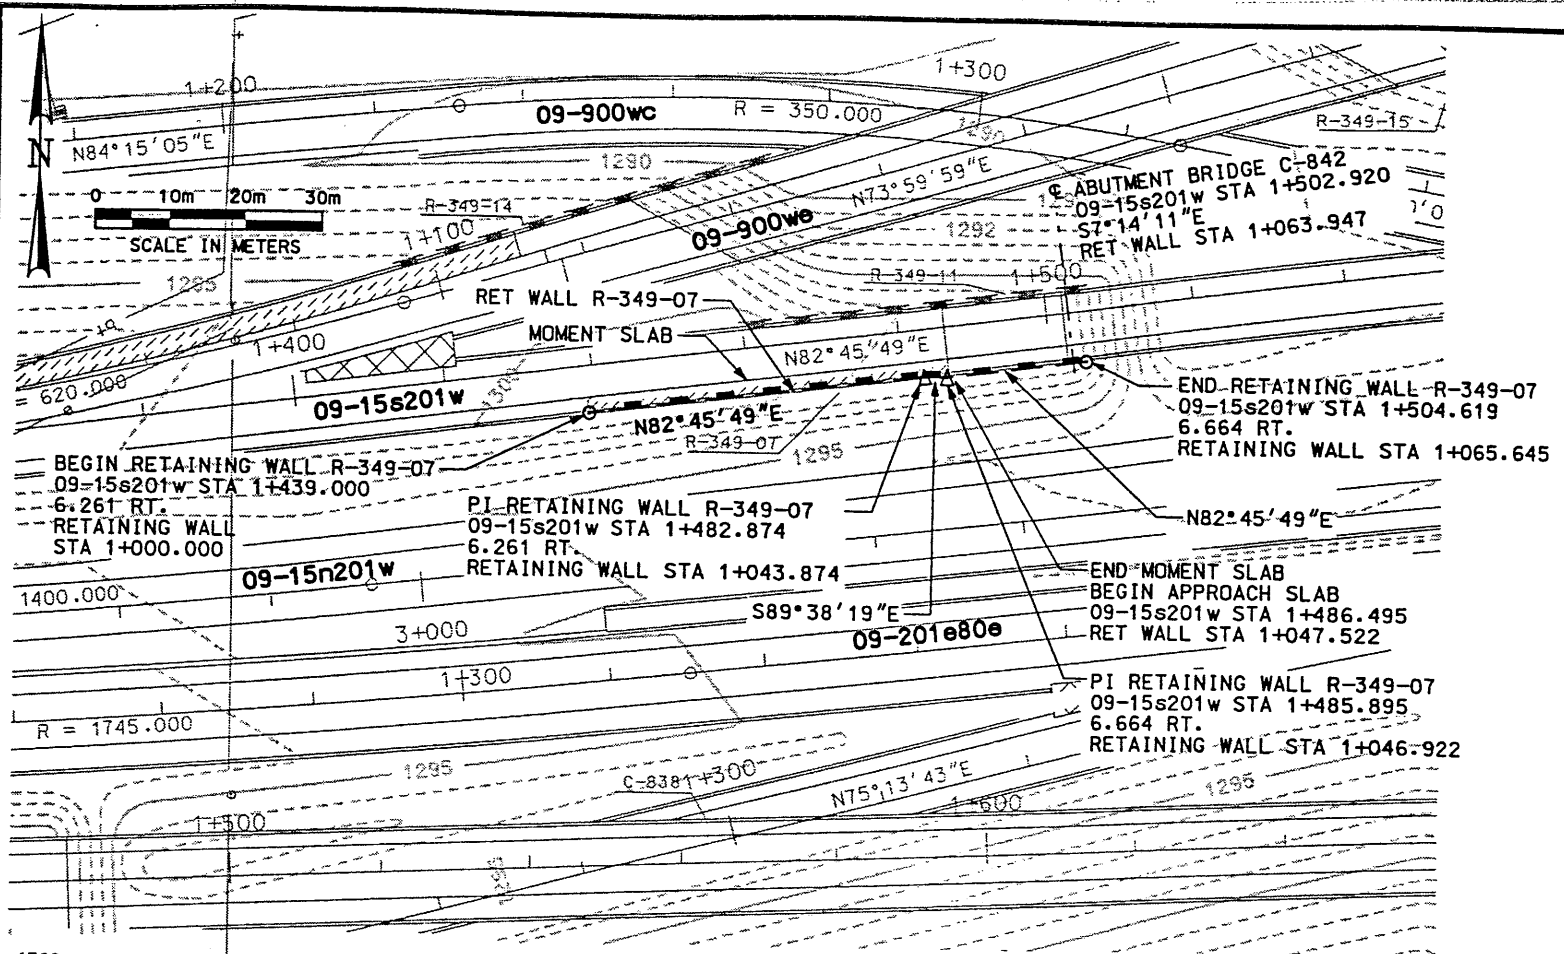 1+200
09-900wc
R = 350.000
1+300
N84°15'05"E
N
1290
1290
R-349-15
0 10m 20m 30m
SCALE IN METERS
R-349-14
1+100
N73°59'59"E
09-900we
1292
℄ ABUTMENT BRIDGE C-842
09-15s201w STA 1+502.920
S7°14'11"E
RET WALL STA 1+063.947
1285
R-349-11
1+500
RET WALL R-349-07
MOMENT SLAB
1+400
N82°45'49"E
= 620.000
1300
09-15s201w
N82°45'49"E
R-349-07
1295
END RETAINING WALL R-349-07
09-15s201w STA 1+504.619
6.664 RT.
RETAINING WALL STA 1+065.645
BEGIN RETAINING WALL R-349-07
09-15s201w STA 1+439.000
6.261 RT.
RETAINING WALL
STA 1+000.000
PI RETAINING WALL R-349-07
09-15s201w STA 1+482.874
6.261 RT.
RETAINING WALL STA 1+043.874
N82°45'49"E
09-15n201w
1400.000
3+000
S89°38'19"E
09-201e80e
END MOMENT SLAB
BEGIN APPROACH SLAB
09-15s201w STA 1+486.495
RET WALL STA 1+047.522
1+300
R = 1745.000
PI RETAINING WALL R-349-07
09-15s201w STA 1+485.895
6.664 RT.
RETAINING WALL STA 1+046.922
1295
C-838
1+300
N75°13'43"E
1+600
1295
1+500